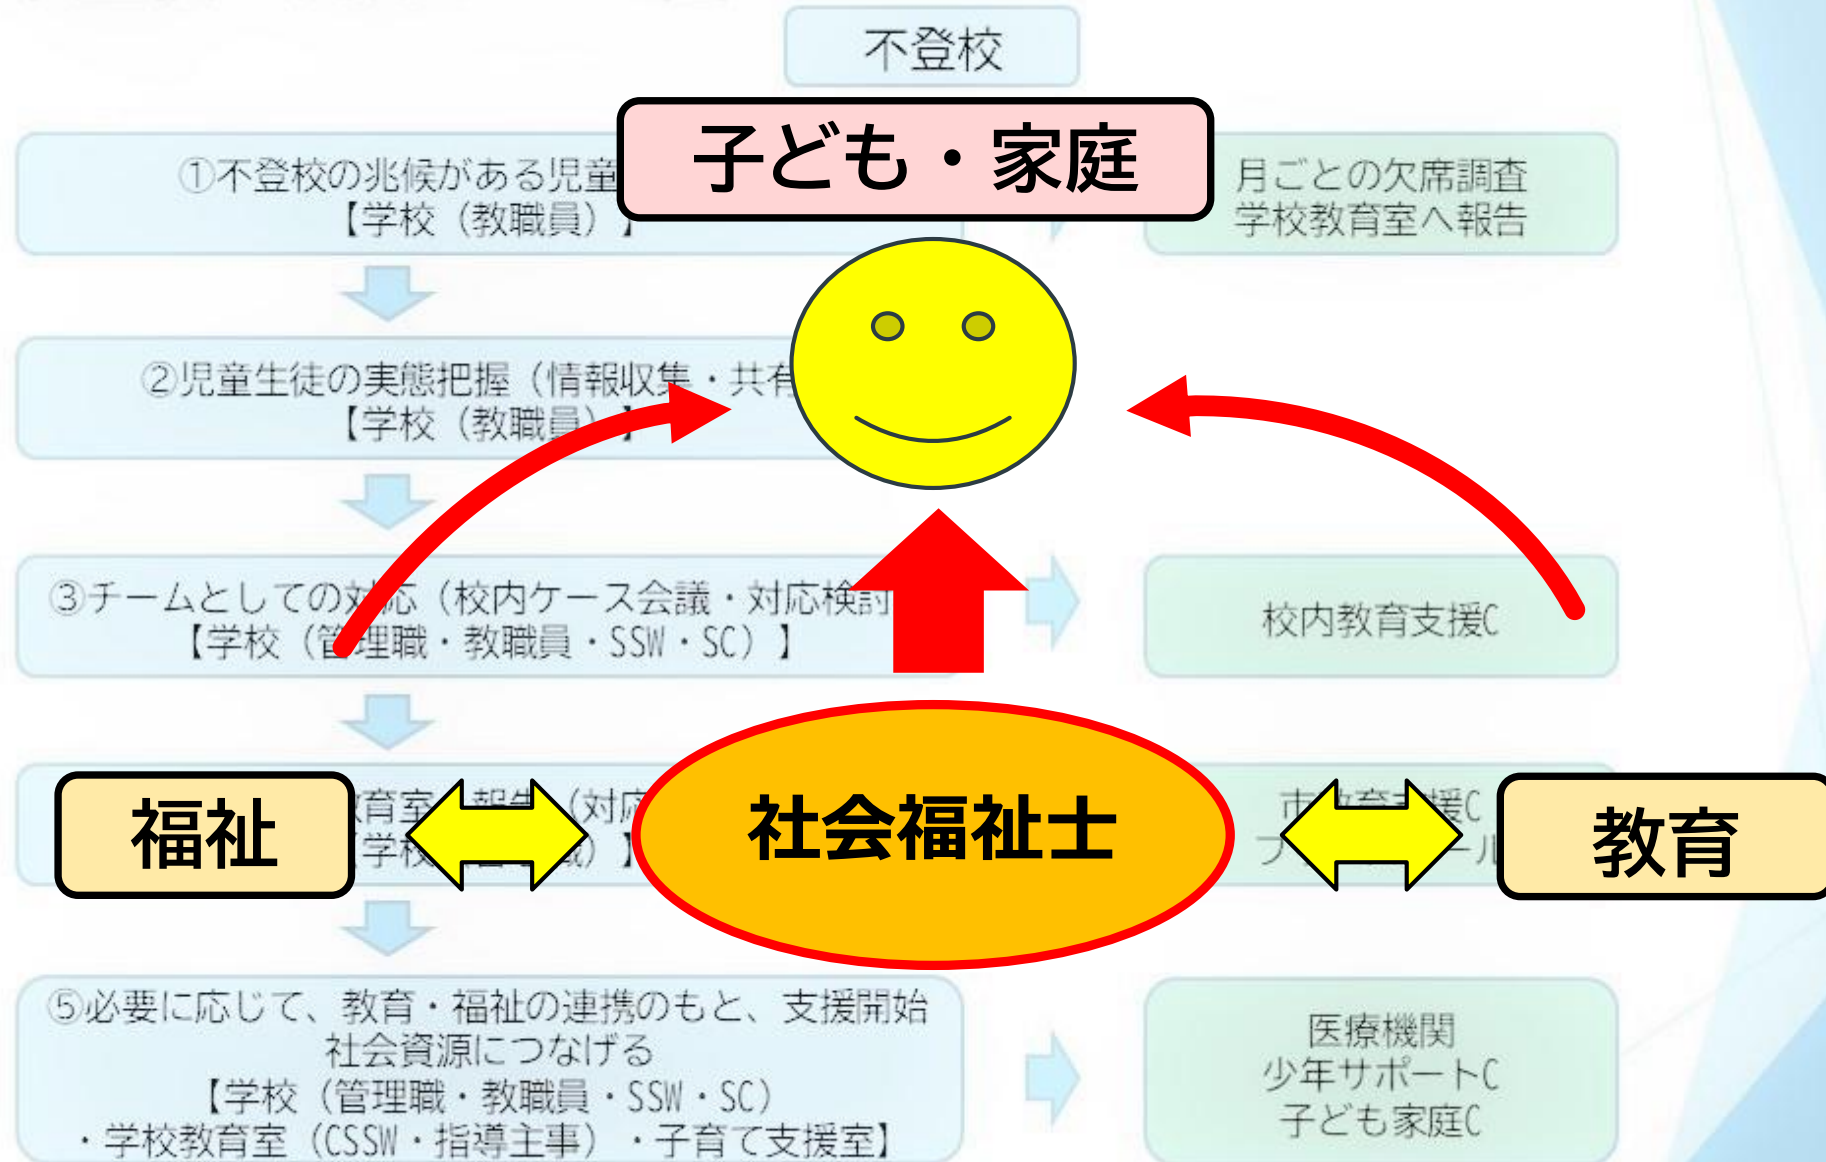 不登校
子ども・家庭
①不登校の兆候がある児童
【学校（教職員）】
月ごとの欠席調査
学校教育室へ報告
②児童生徒の実態把握（情報収集・共有
【学校（教職員）】
③チームとしての対応（校内ケース会議・対応検討
【学校（管理職・教職員・SSW・SC）】
校内教育支援C
福祉
社会福祉士
教育
⑤必要に応じて、教育・福祉の連携のもと、支援開始
社会資源につなげる
【学校（管理職・教職員・SSW・SC）
・学校教育室（CSSW・指導主事）・子育て支援室】
医療機関
少年サポートC
子ども家庭C